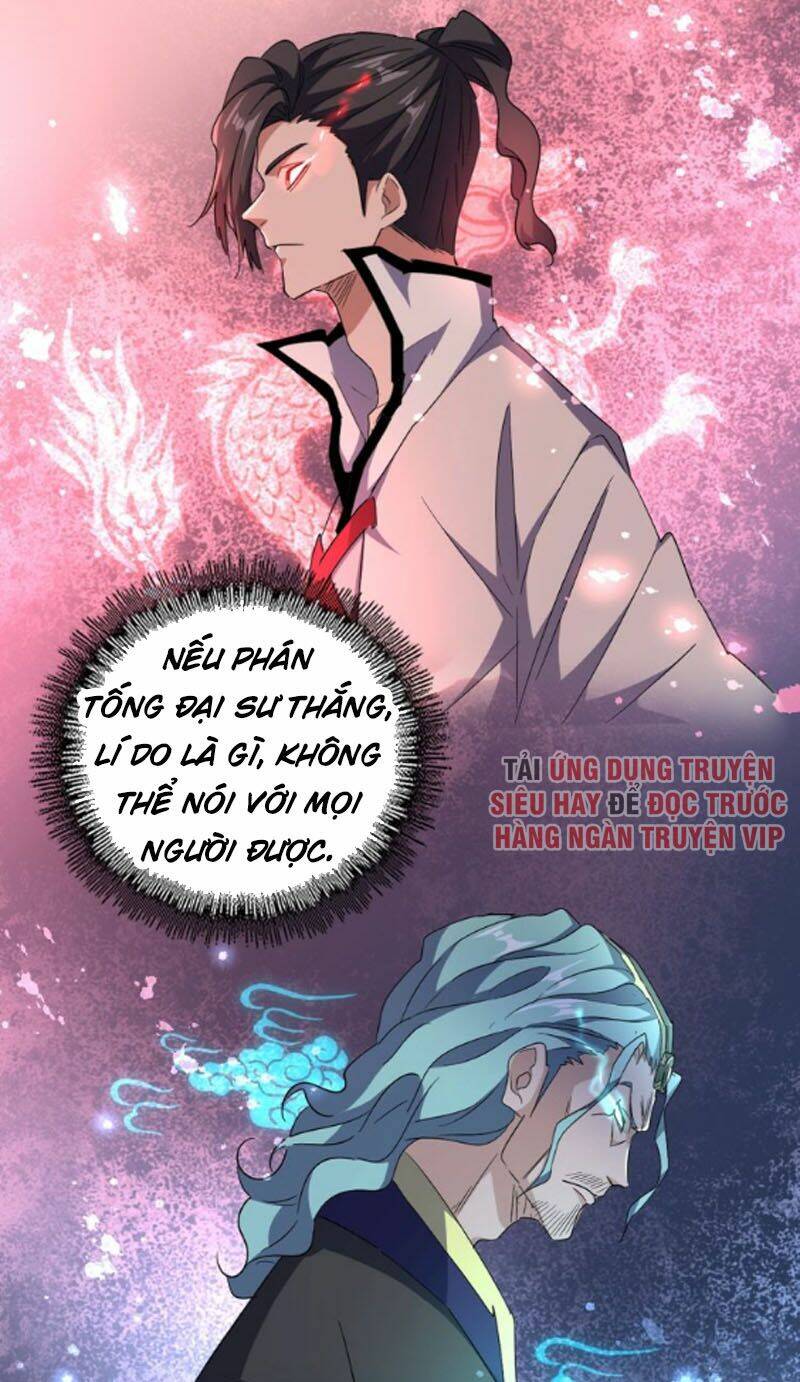 NẾU PHÁN
TỐNG ĐẠI SƯ THẮNG,
LÍ DO LÀ GÌ, KHÔNG
THỂ NÓI VỚI MỌI
NGƯỜI ĐƯỢC.
TẢI ỨNG DỤNG TRUYỆN
SIÊU HAY ĐỂ ĐỌC TRƯỚC
HÀNG NGÀN TRUYỆN VIP